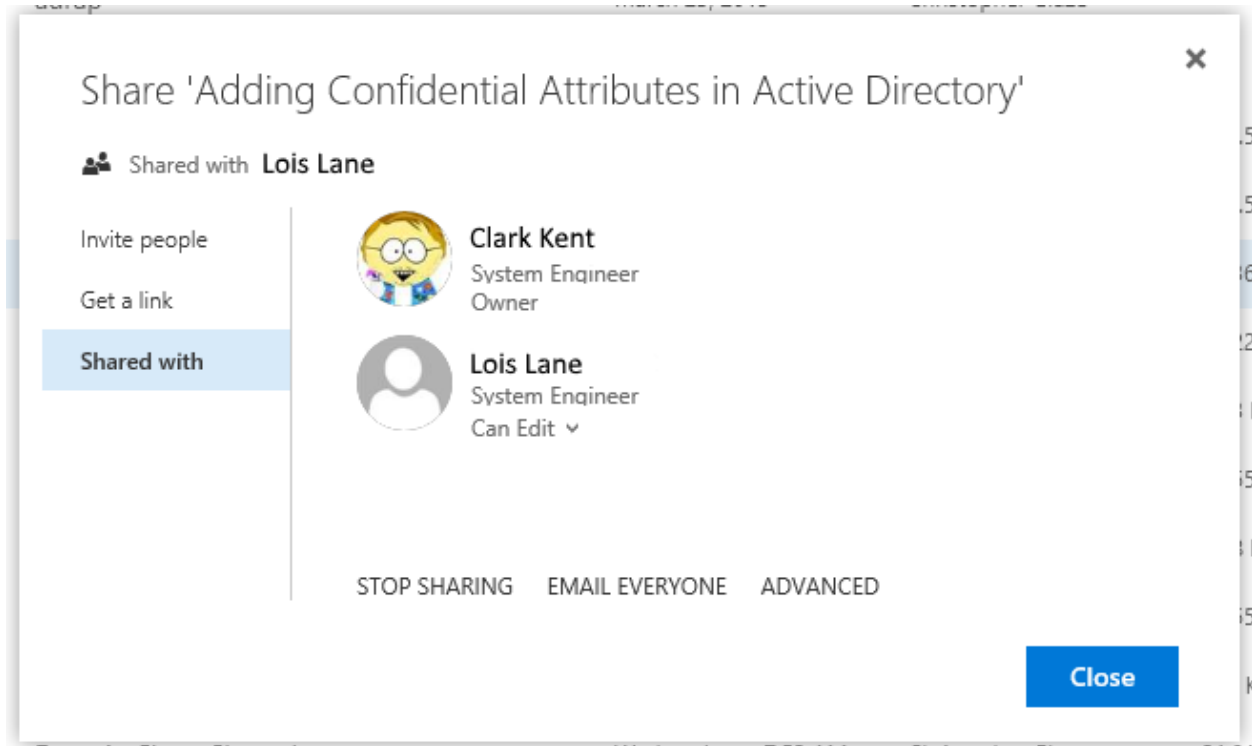 Share 'Adding Confidential Attributes in Active Directory'
Shared with Lois Lane
Invite people
Get a link
Shared with
Clark Kent
System Engineer
Owner
Lois Lane
System Engineer
Can Edit
STOP SHARING EMAIL EVERYONE ADVANCED
Close